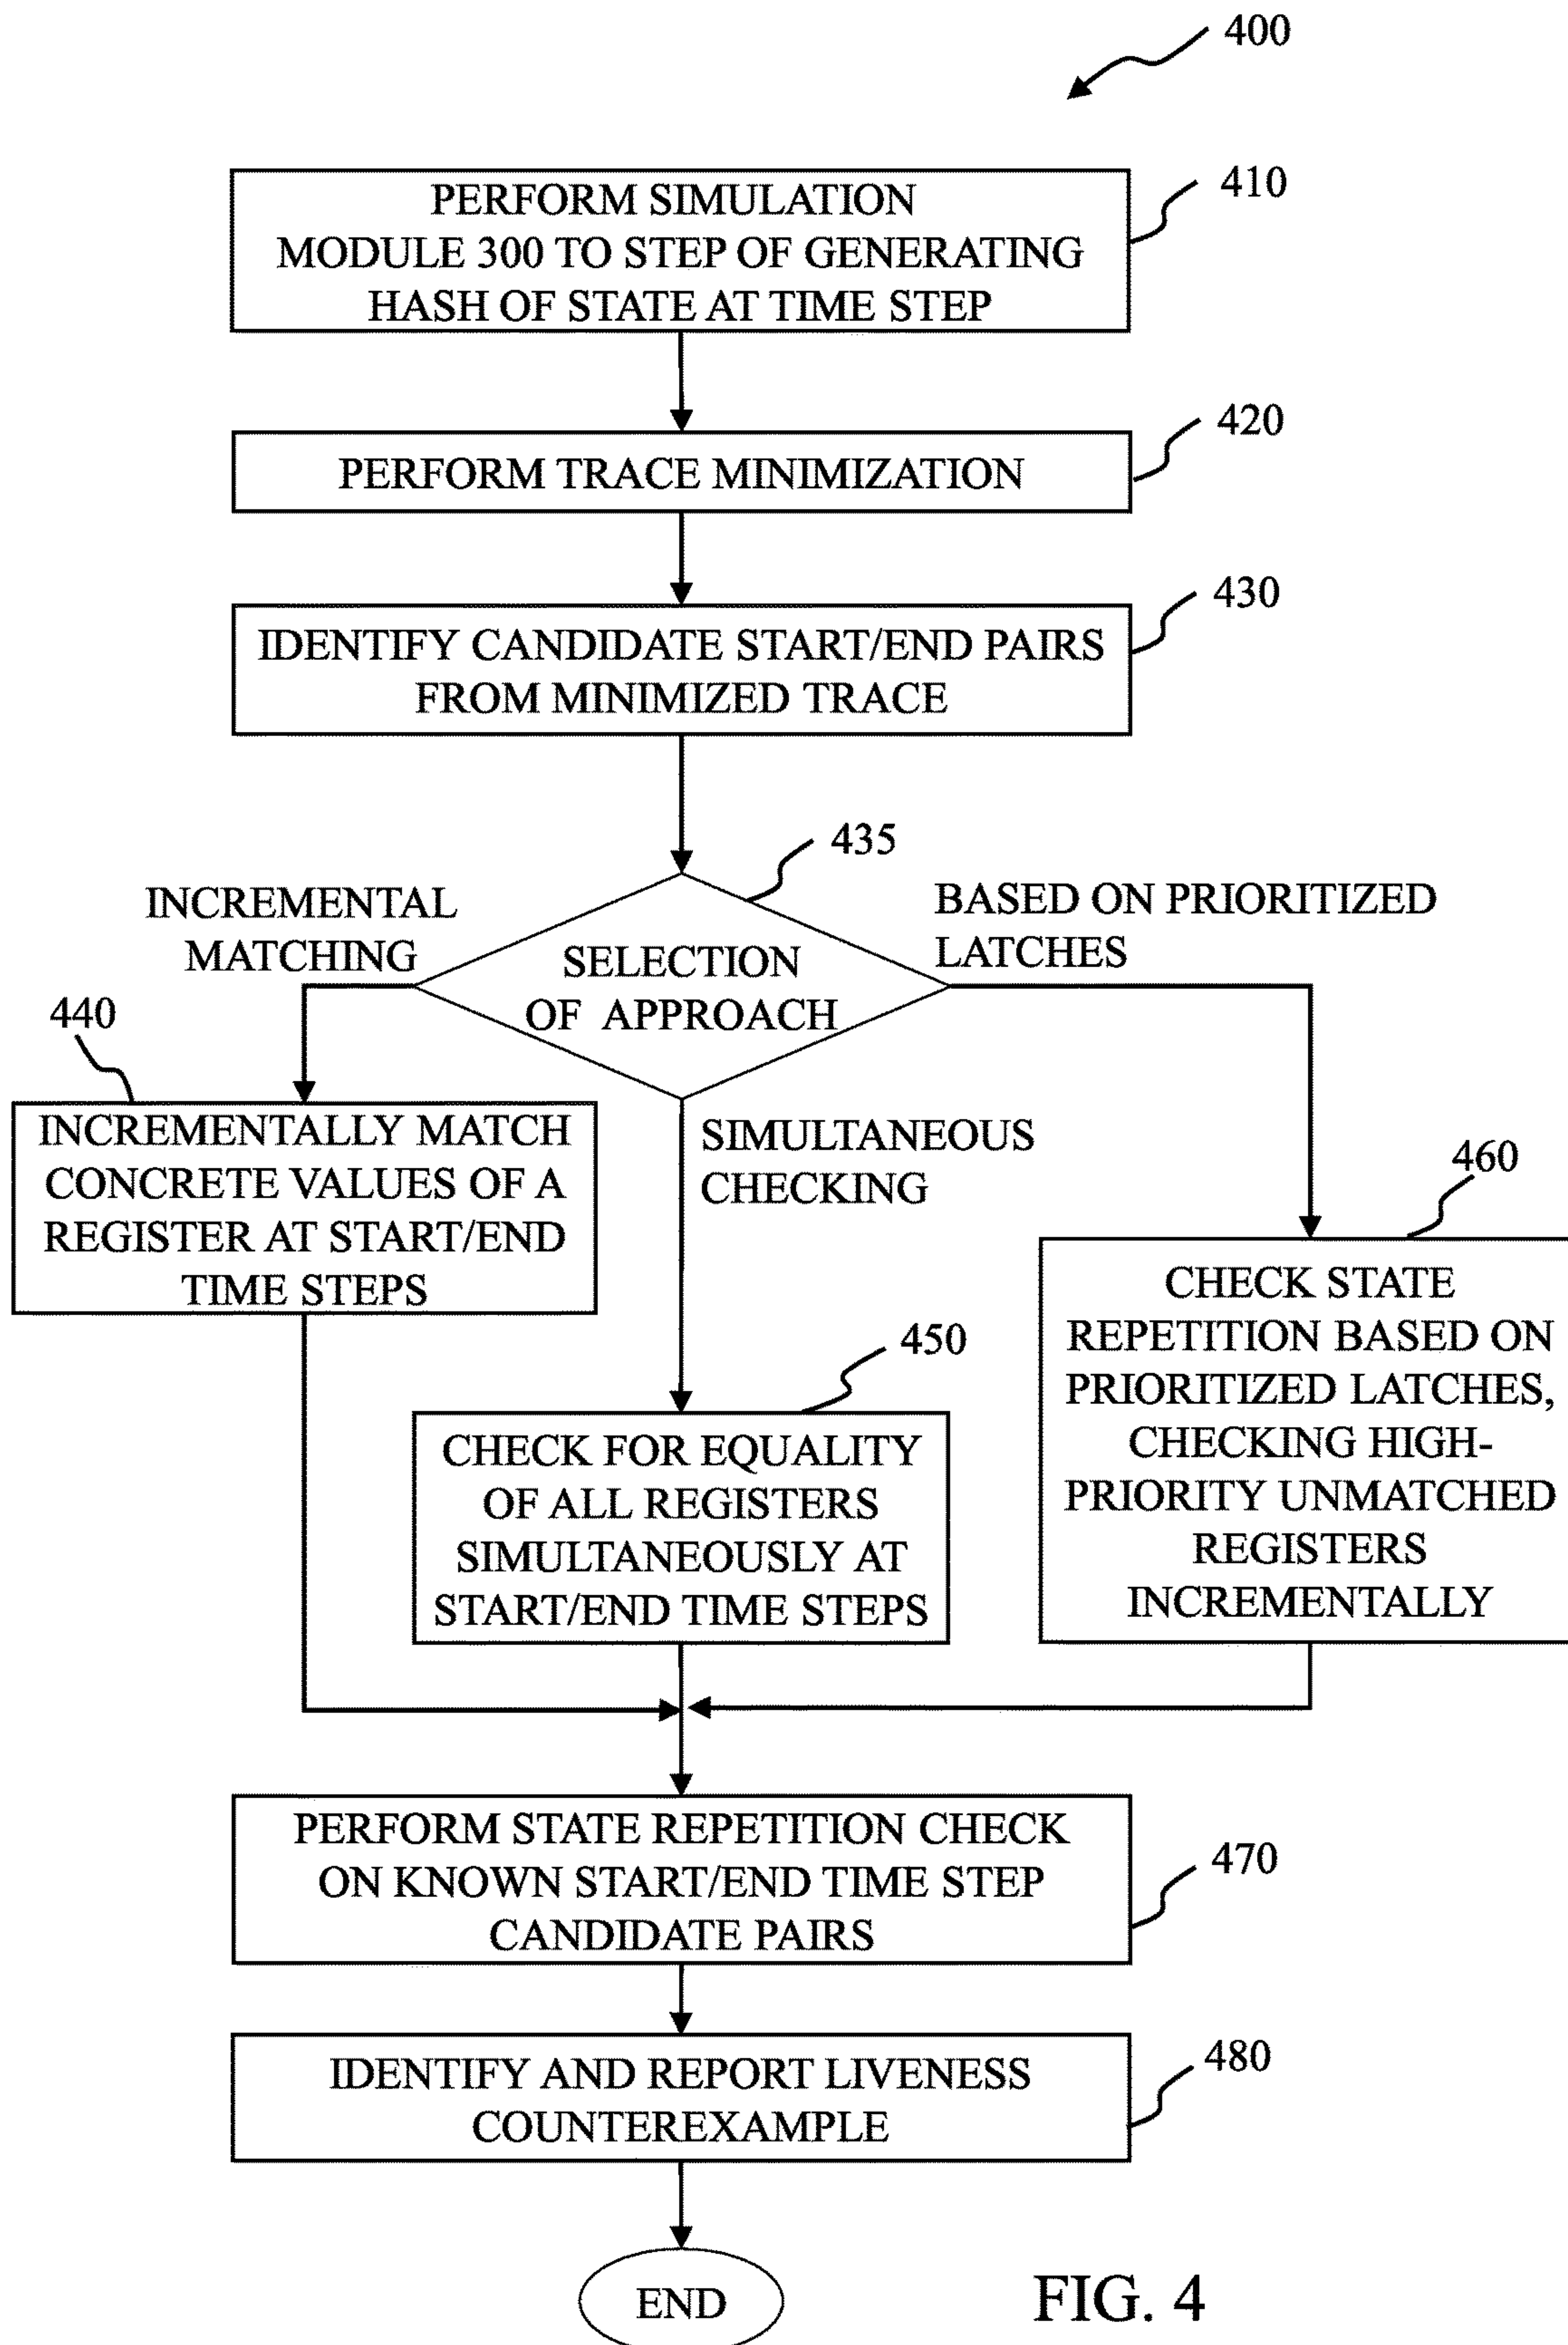 400
PERFORM SIMULATION
MODULE 300 TO STEP OF GENERATING
HASH OF STATE AT TIME STEP
410
PERFORM TRACE MINIMIZATION
420
IDENTIFY CANDIDATE START/END PAIRS
FROM MINIMIZED TRACE
430
435
INCREMENTAL
MATCHING
SELECTION
OF APPROACH
BASED ON PRIORITIZED
LATCHES
440
INCREMENTALLY MATCH
CONCRETE VALUES OF A
REGISTER AT START/END
TIME STEPS
SIMULTANEOUS
CHECKING
450
CHECK FOR EQUALITY
OF ALL REGISTERS
SIMULTANEOUSLY AT
START/END TIME STEPS
460
CHECK STATE
REPETITION BASED ON
PRIORITIZED LATCHES,
CHECKING HIGH-
PRIORITY UNMATCHED
REGISTERS
INCREMENTALLY
PERFORM STATE REPETITION CHECK
ON KNOWN START/END TIME STEP
CANDIDATE PAIRS
470
IDENTIFY AND REPORT LIVENESS
COUNTEREXAMPLE
480
END
FIG. 4